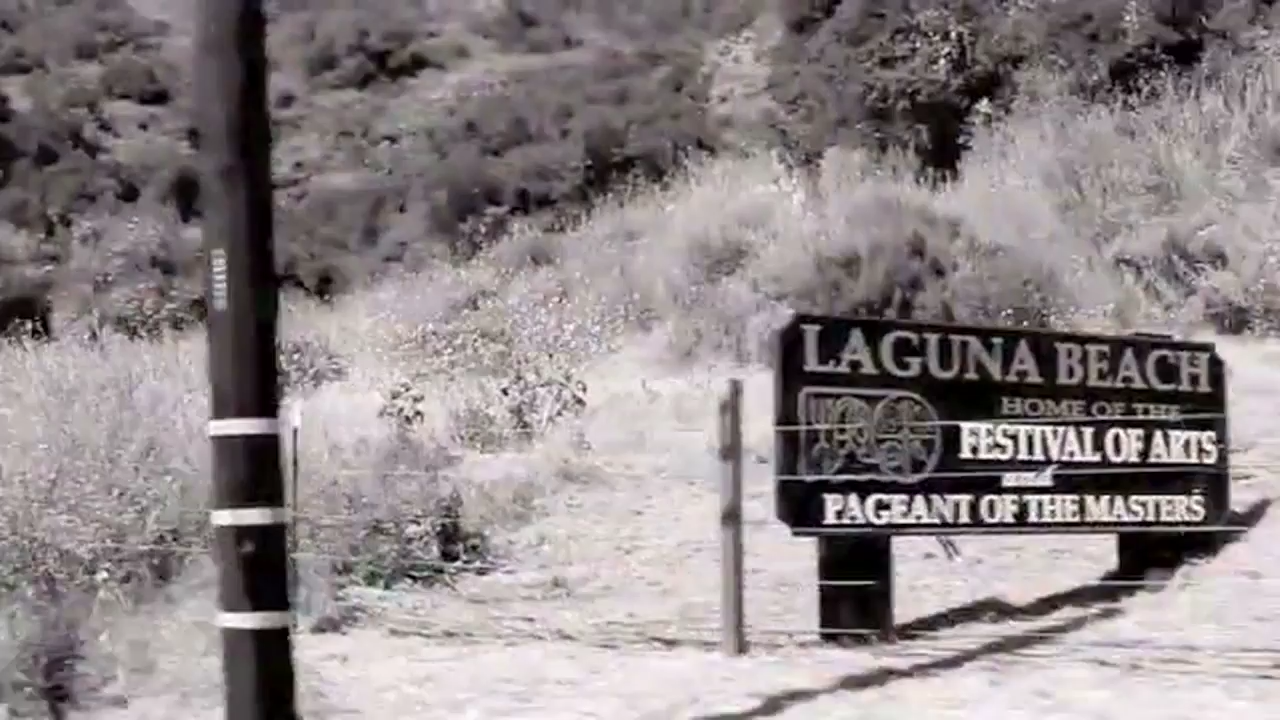 LAGUNA BEACH
HOME OF THE
FESTIVAL OF ARTS
and
PAGEANT OF THE MASTERS